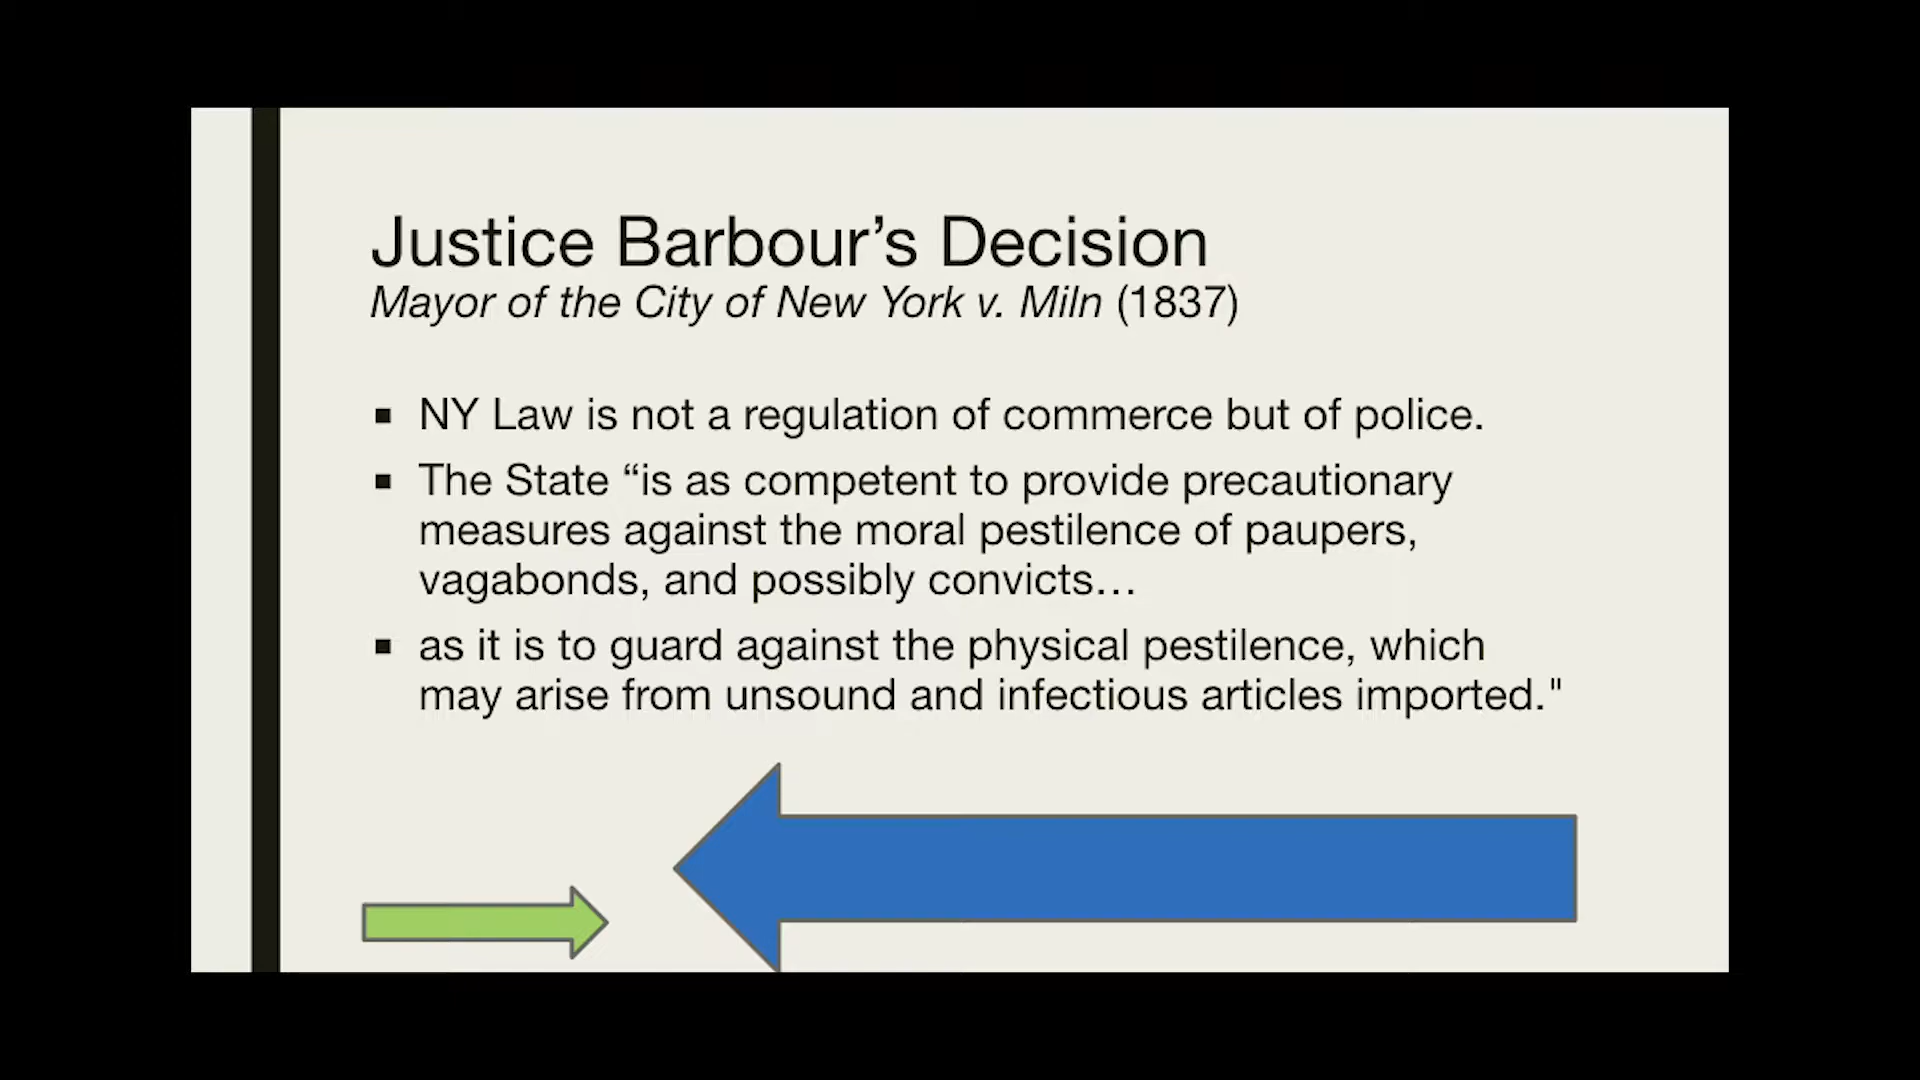 Justice Barbour’s Decision
Mayor of the City of New York v. Miln (1837)
▪ NY Law is not a regulation of commerce but of police.
▪ The State “is as competent to provide precautionary
measures against the moral pestilence of paupers,
vagabonds, and possibly convicts…
▪ as it is to guard against the physical pestilence, which
may arise from unsound and infectious articles imported."